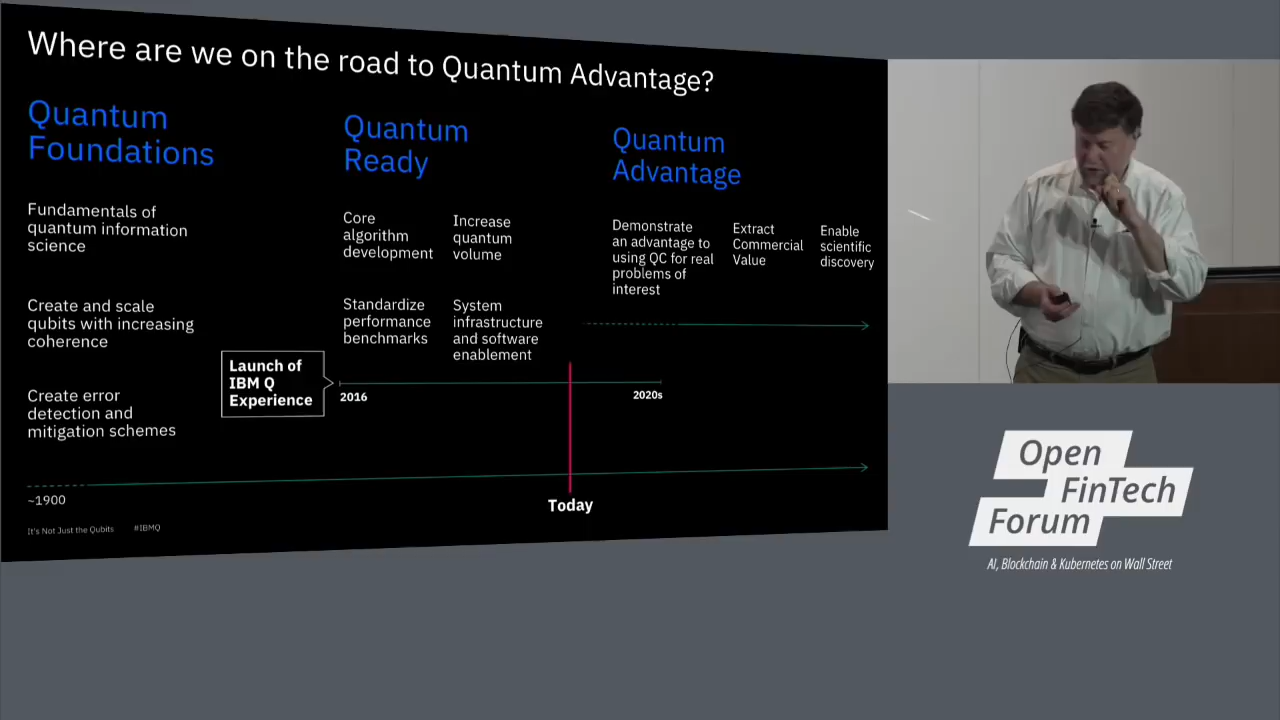 Where are we on the road to Quantum Advantage?
Quantum
Foundations
Fundamentals of
quantum information
science
Create and scale
qubits with increasing
coherence
Create error
detection and
mitigation schemes
Launch of
IBM Q
Experience
Quantum
Ready
Core
algorithm
development
Increase
quantum
volume
Standardize
performance
benchmarks
System
infrastructure
and software
enablement
2016
2020s
Quantum
Advantage
Demonstrate
an advantage to
using QC for real
problems of
interest
Extract
Commercial
Value
Enable
scientific
discovery
~1900
Today
It's Not Just the Qubits #IBMQ
Open
FinTech
Forum
AI, Blockchain & Kubernetes on Wall Street